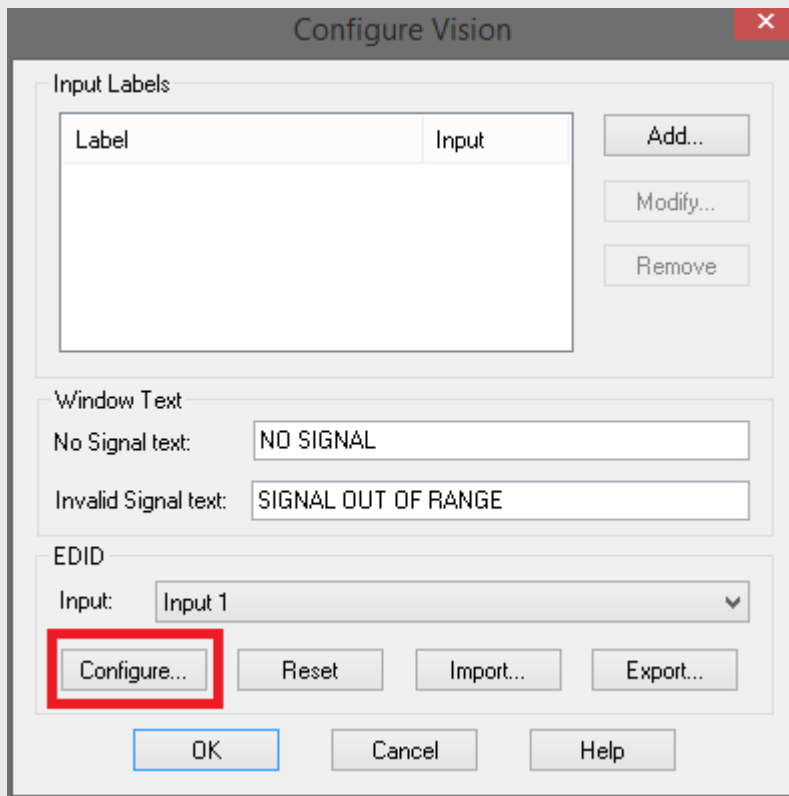 Configure Vision
Input Labels
Label Input
Add...
Modify...
Remove
Window Text
No Signal text: NO SIGNAL
Invalid Signal text: SIGNAL OUT OF RANGE
EDID
Input: Input 1
Configure... Reset Import... Export...
OK Cancel Help